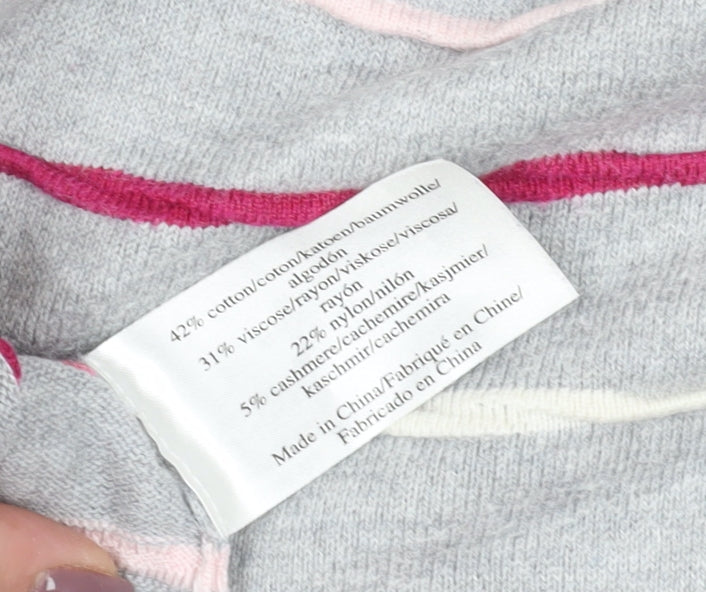 42% cotton/coton/katoen/baumwolle/
algodón
31% viscose/rayon/viskose/viscosa/
rayón
22% nylon/nilón
5% cashmere/cachemire/kasjmier/
kaschmir/cachemira
Made in China/Fabriqué en Chine/
Fabricado en China